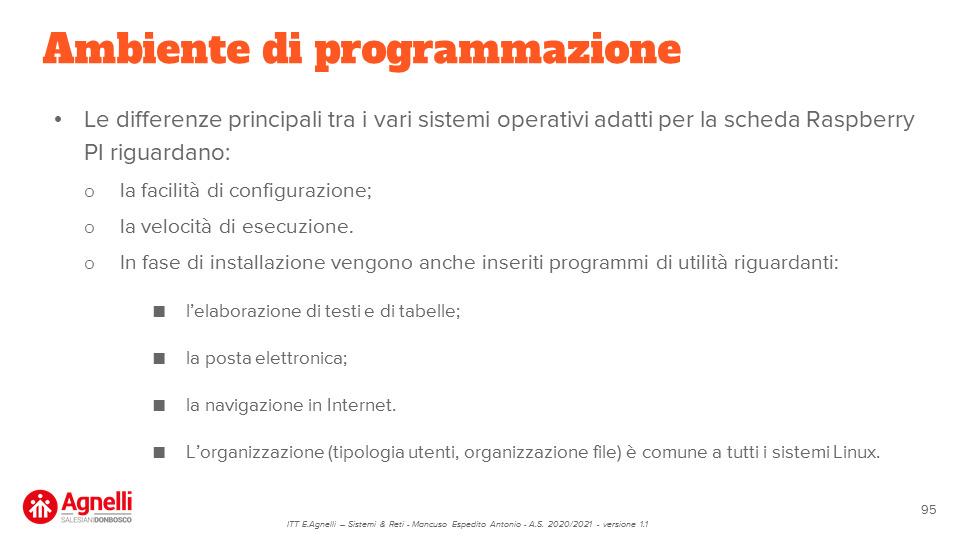 Ambiente di programmazione
• Le differenze principali tra i vari sistemi operativi adatti per la scheda Raspberry
PI riguardano:
o la facilità di configurazione;
o la velocità di esecuzione.
o In fase di installazione vengono anche inseriti programmi di utilità riguardanti:
■ l’elaborazione di testi e di tabelle;
■ la posta elettronica;
■ la navigazione in Internet.
■ L’organizzazione (tipologia utenti, organizzazione file) è comune a tutti i sistemi Linux.
Agnelli
SALESIANI DONBOSCO
ITT E.Agnelli – Sistemi & Reti - Mancuso Espedito Antonio - A.S. 2020/2021 - versione 1.1
95